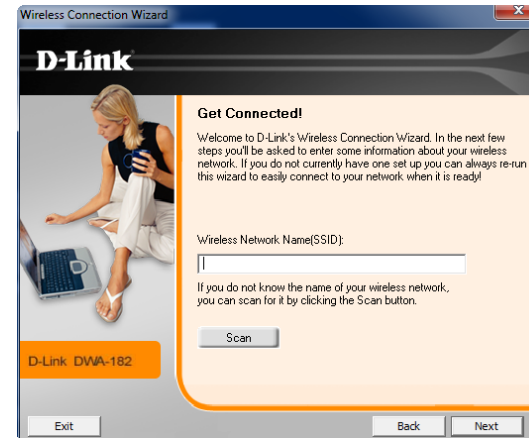 Wireless Connection Wizard
D-Link
Get Connected!
Welcome to D-Link's Wireless Connection Wizard. In the next few
steps you'll be asked to enter some information about your wireless
network. If you do not currently have one set up you can always re-run
this wizard to easily connect to your network when it is ready!
Wireless Network Name(SSID):
If you do not know the name of your wireless network,
you can scan for it by clicking the Scan button.
Scan
D-Link DWA-182
Exit
Back
Next